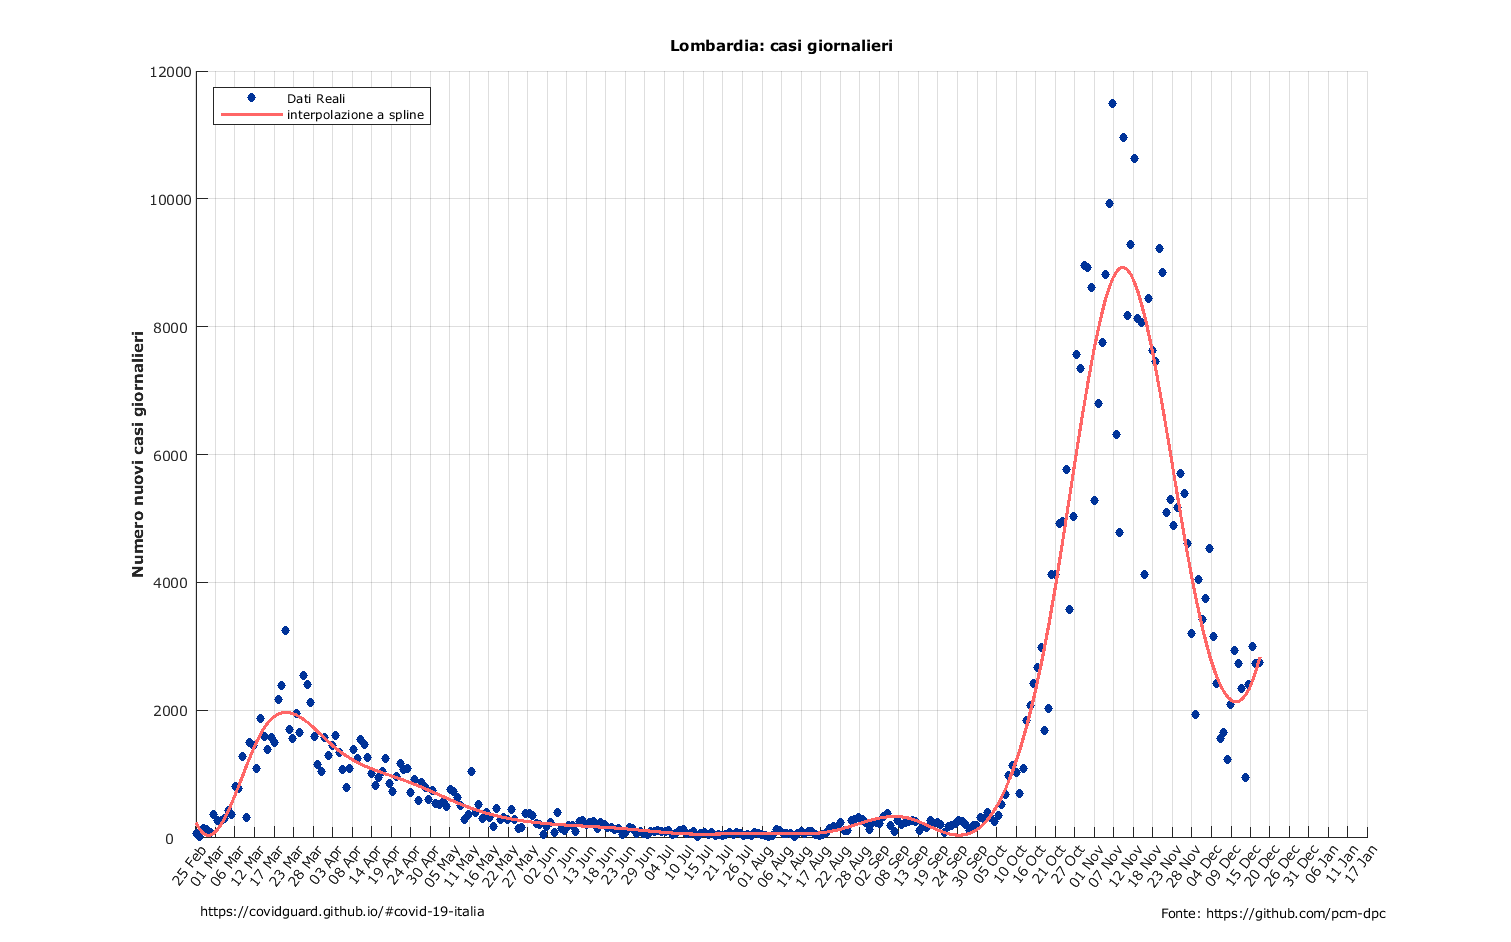 Lombardia: casi giornalieri
12000
10000
8000
6000
4000
2000
0
Numero nuovi casi giornalieri
Dati Reali
interpolazione a spline
25 Feb
01 Mar
06 Mar
12 Mar
17 Mar
23 Mar
28 Mar
03 Apr
08 Apr
14 Apr
19 Apr
24 Apr
30 Apr
05 May
11 May
16 May
22 May
27 May
02 Jun
07 Jun
13 Jun
18 Jun
23 Jun
29 Jun
04 Jul
10 Jul
15 Jul
21 Jul
26 Jul
01 Aug
06 Aug
11 Aug
17 Aug
22 Aug
28 Aug
02 Sep
08 Sep
13 Sep
19 Sep
24 Sep
30 Sep
05 Oct
10 Oct
16 Oct
21 Oct
27 Oct
01 Nov
07 Nov
12 Nov
18 Nov
23 Nov
28 Nov
04 Dec
09 Dec
15 Dec
20 Dec
26 Dec
31 Dec
06 Jan
11 Jan
17 Jan
https://covidguard.github.io/#covid-19-italia
Fonte: https://github.com/pcm-dpc